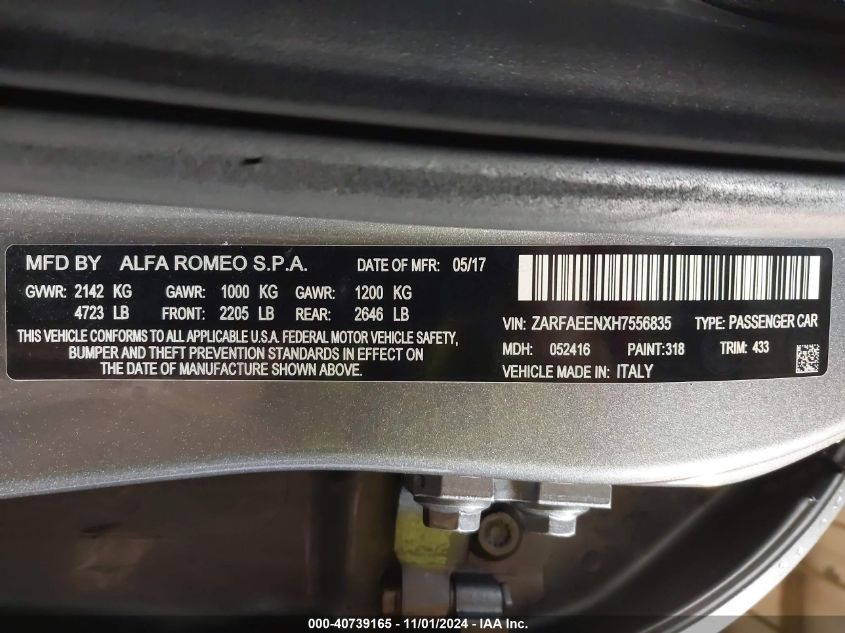 MFD BY ALFA ROMEO S.P.A. DATE OF MFR: 05/17
GVWR: 2142 KG GAWR: 1000 KG GAWR: 1200 KG
4723 LB FRONT: 2205 LB REAR: 2646 LB
THIS VEHICLE CONFORMS TO ALL APPLICABLE U.S.A. FEDERAL MOTOR VEHICLE SAFETY,
BUMPER AND THEFT PREVENTION STANDARDS IN EFFECT ON
THE DATE OF MANUFACTURE SHOWN ABOVE.
VIN: ZARFAEENXH7556835 TYPE: PASSENGER CAR
MDH: 052416 PAINT:318 TRIM: 433
VEHICLE MADE IN: ITALY
000-40739165 - 11/01/2024 - IAA Inc.